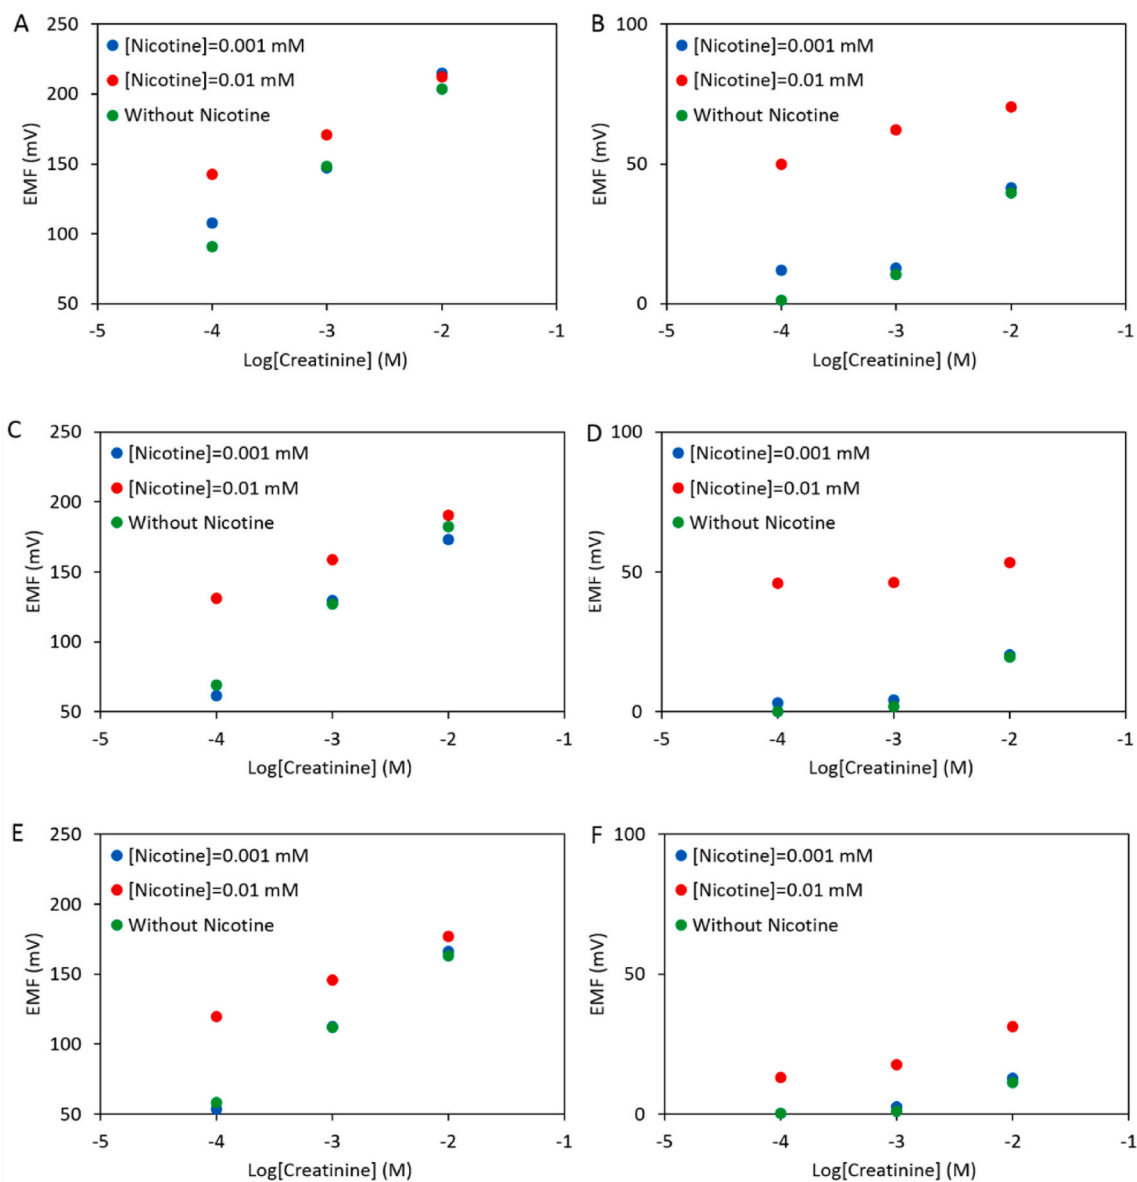 A
250
200
150
100
50
EMF (mV)
[Nicotine]=0.001 mM
[Nicotine]=0.01 mM
Without Nicotine
-5 -4 -3 -2 -1
Log[Creatinine] (M)
B
100
50
0
EMF (mV)
[Nicotine]=0.001 mM
[Nicotine]=0.01 mM
Without Nicotine
-5 -4 -3 -2 -1
Log[Creatinine] (M)
C
250
200
150
100
50
EMF (mV)
[Nicotine]=0.001 mM
[Nicotine]=0.01 mM
Without Nicotine
-5 -4 -3 -2 -1
Log[Creatinine] (M)
D
100
50
0
EMF (mV)
[Nicotine]=0.001 mM
[Nicotine]=0.01 mM
Without Nicotine
-5 -4 -3 -2 -1
Log[Creatinine] (M)
E
250
200
150
100
50
EMF (mV)
[Nicotine]=0.001 mM
[Nicotine]=0.01 mM
Without Nicotine
-5 -4 -3 -2 -1
Log[Creatinine] (M)
F
100
50
0
EMF (mV)
[Nicotine]=0.001 mM
[Nicotine]=0.01 mM
Without Nicotine
-5 -4 -3 -2 -1
Log[Creatinine] (M)